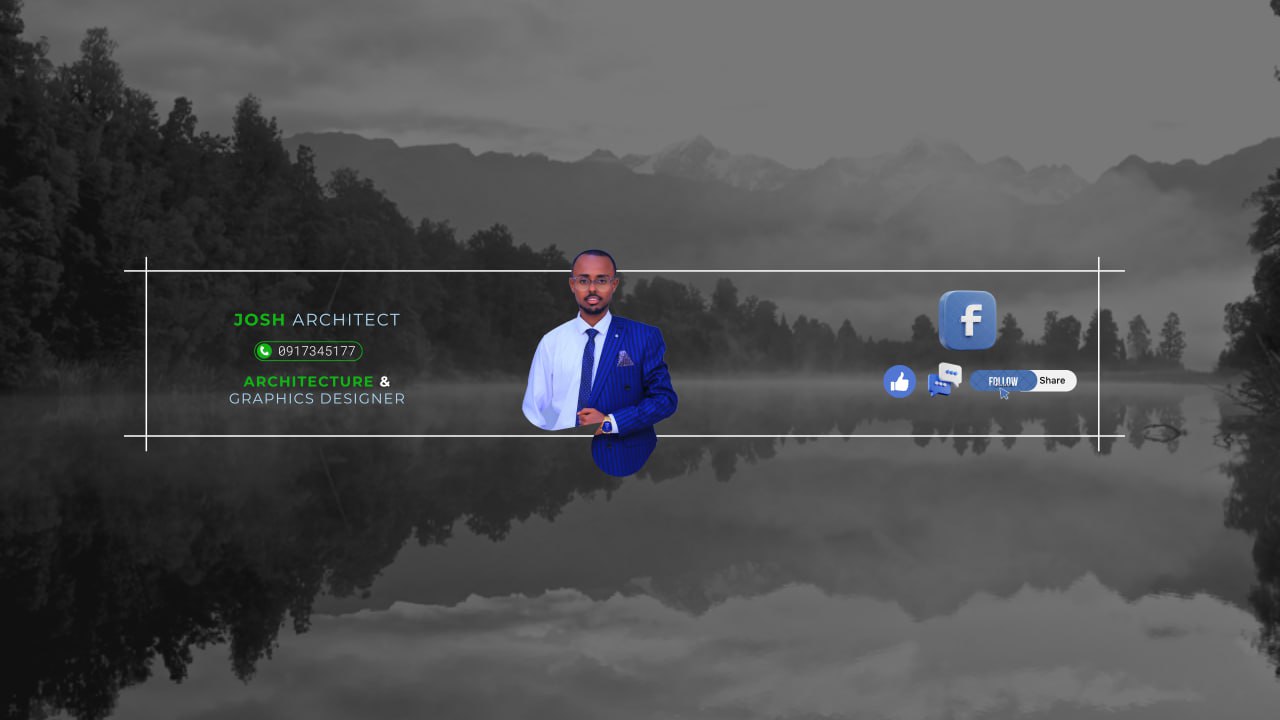 JOSH ARCHITECT
0917345177
ARCHITECTURE &
GRAPHICS DESIGNER
f
FOLLOW
Share